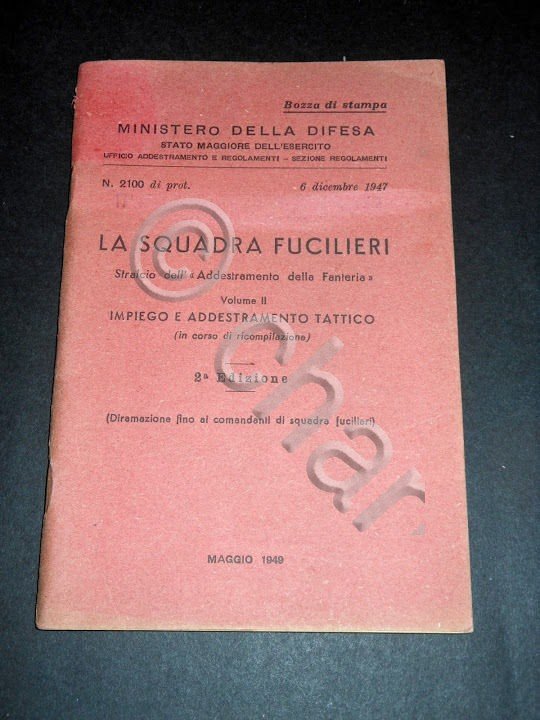 Bozza di stampa
MINISTERO DELLA DIFESA
STATO MAGGIORE DELL'ESERCITO
UFFICIO ADDESTRAMENTO E REGOLAMENTI - SEZIONE REGOLAMENTI
N. 2100 di prot. 6 dicembre 1947
LA SQUADRA FUCILIERI
Stralcio dell'«Addestramento della Fanteria»
Volume II
IMPIEGO E ADDESTRAMENTO TATTICO
(in corso di ricompilazione)
2ª Edizione
(Diramazione fino ai comandanti di squadra fucilieri)
MAGGIO 1949
© char